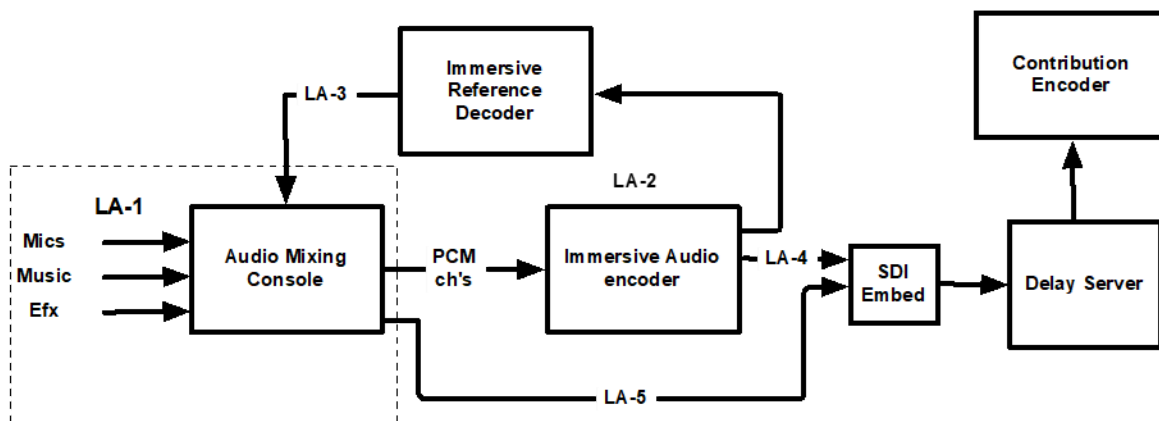 Immersive
Reference
Decoder
Contribution
Encoder
LA-3
LA-1
LA-2
Mics
Music
Efx
Audio Mixing
Console
PCM
ch's
Immersive Audio
encoder
LA-4
SDI
Embed
Delay Server
LA-5